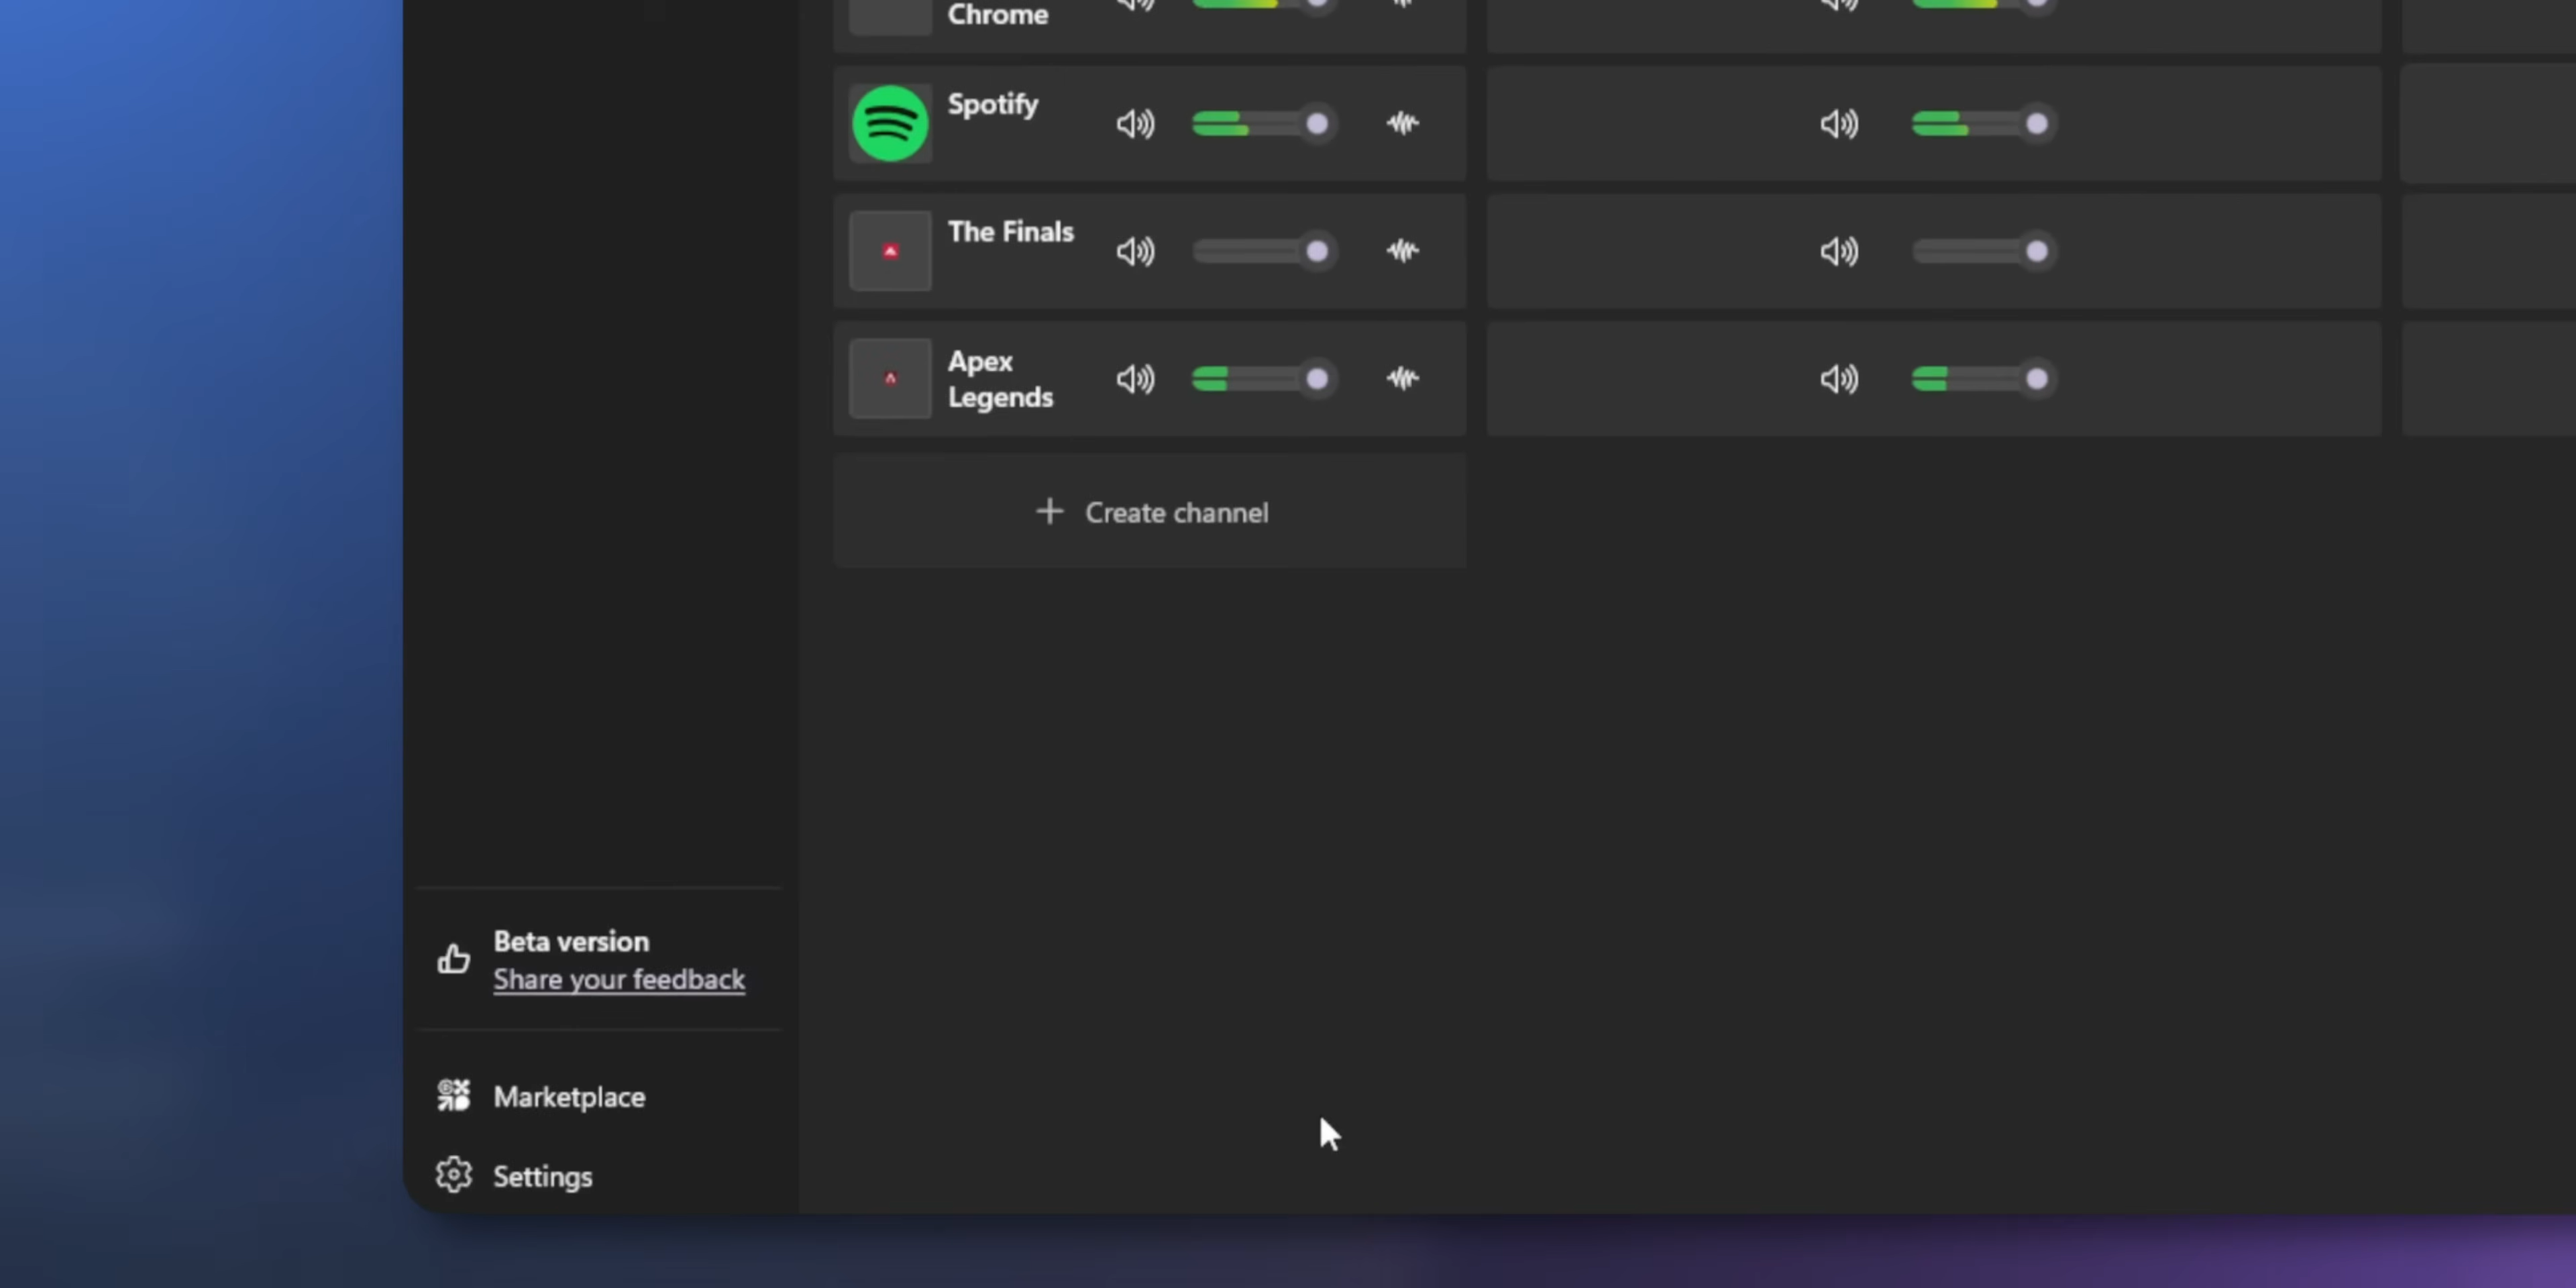 Chrome
Spotify
The Finals
Apex
Legends
+ Create channel
Beta version
Share your feedback
Marketplace
Settings